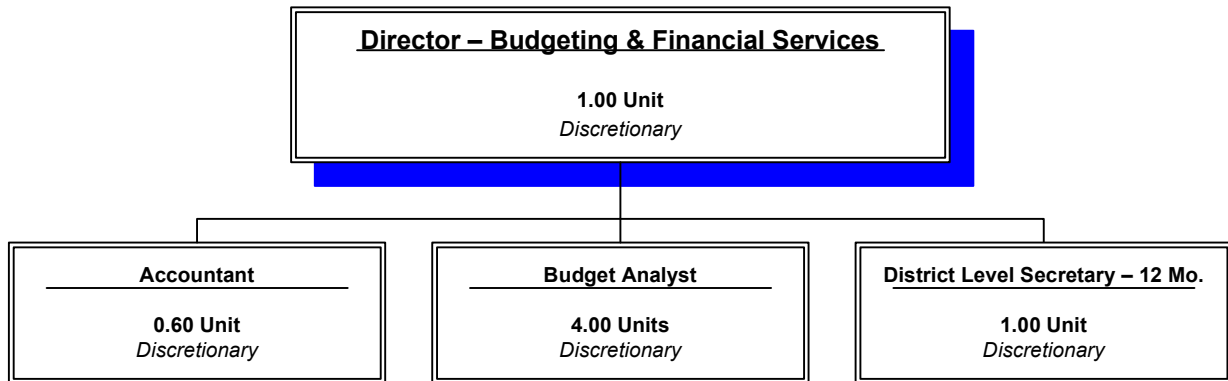 Director – Budgeting & Financial Services
1.00 Unit
Discretionary
Accountant
0.60 Unit
Discretionary
Budget Analyst
4.00 Units
Discretionary
District Level Secretary – 12 Mo.
1.00 Unit
Discretionary